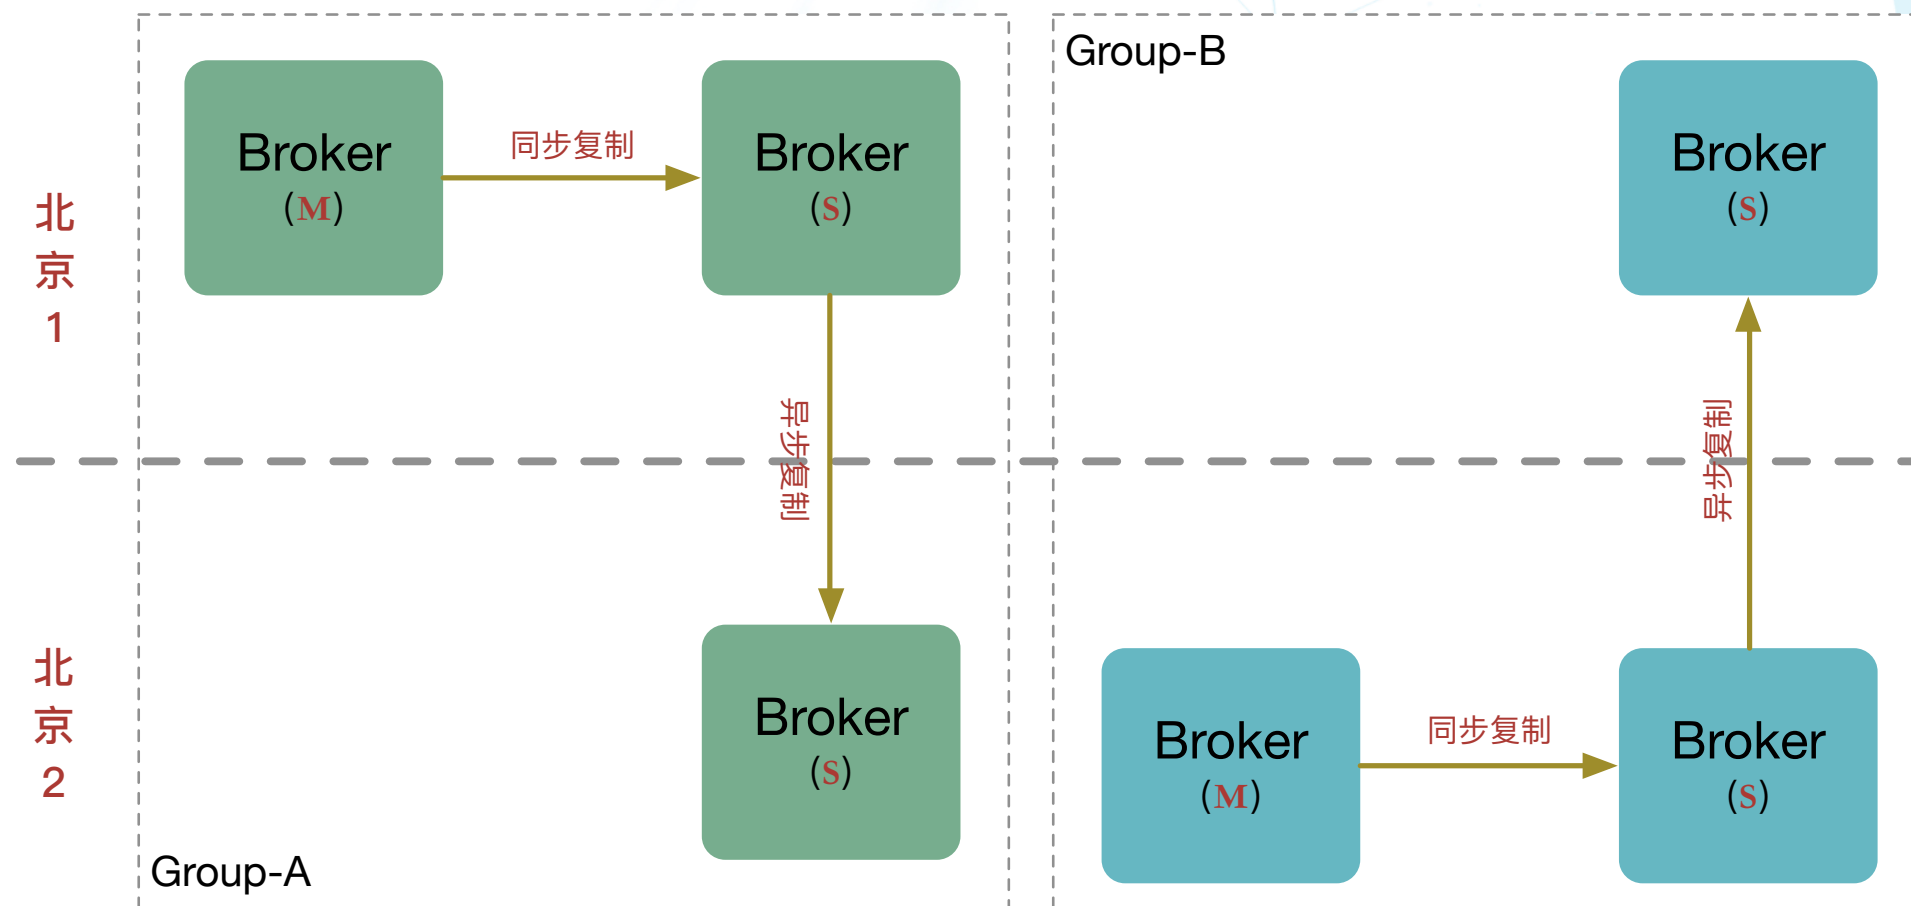 Group-B
Broker
(M)
同步复制
Broker
(S)
Broker
(S)
北京1
异步复制
异步复制
北京2
Broker
(S)
Broker
(M)
同步复制
Broker
(S)
Group-A